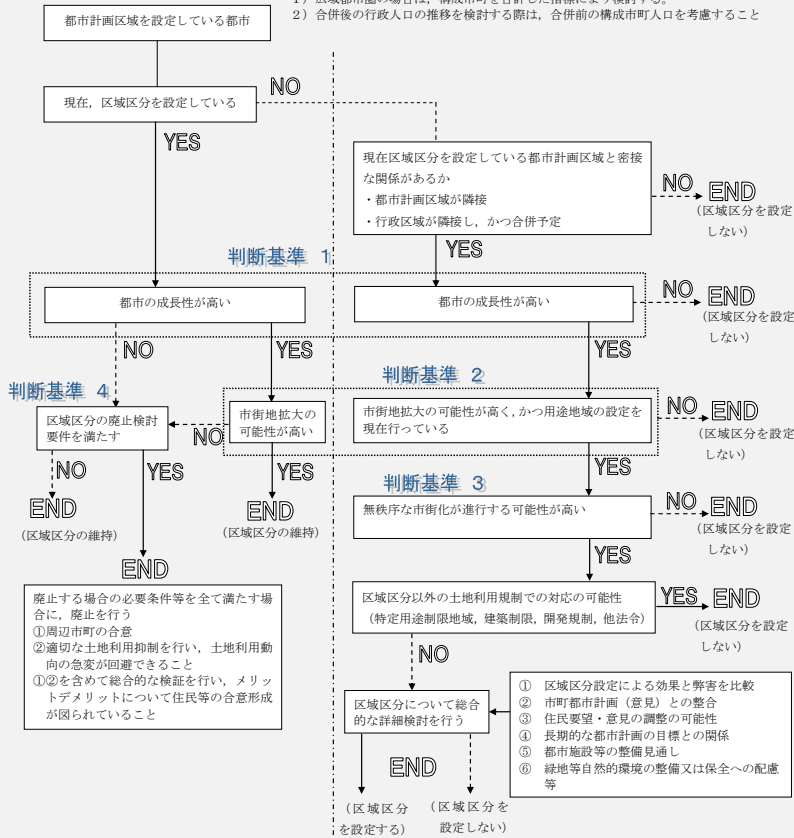 1）広域都市圏の場合は，構成市町を合計した指標により検討する。
2）合併後の行政人口の推移を検討する際は，合併前の構成市町人口を考慮すること
都市計画区域を設定している都市
現在，区域区分を設定している
NO
YES
現在区域区分を設定している都市計画区域と密接
な関係があるか
・都市計画区域が隣接
・行政区域が隣接し，かつ合併予定
NO
END
（区域区分を設定
しない）
YES
判断基準 1
都市の成長性が高い
都市の成長性が高い
NO
END
（区域区分を設定
しない）
NO
YES
YES
判断基準 4
判断基準 2
区域区分の廃止検討
要件を満たす
NO
市街地拡大の
可能性が高い
市街地拡大の可能性が高く，かつ用途地域の設定を
現在行っている
NO
END
（区域区分を設定
しない）
NO
YES
YES
YES
END
（区域区分の維持）
END
（区域区分の維持）
判断基準 3
無秩序な市街化が進行する可能性が高い
NO
END
（区域区分を設定
しない）
YES
END
廃止する場合の必要条件等を全て満たす場
合に，廃止を行う
①周辺市町の合意
②適切な土地利用抑制を行い，土地利用動
向の急変が回避できること
①②を含めて総合的な検証を行い，メリッ
トデメリットについて住民等の合意形成
が図られていること
区域区分以外の土地利用規制での対応の可能性
（特定用途制限地域，建築制限，開発規制，他法令）
YES
END
（区域区分を設定
しない）
NO
区域区分について総合
的な詳細検討を行う
① 区域区分設定による効果と弊害を比較
② 市町都市計画（意見）との整合
③ 住民要望・意見の調整の可能性
④ 長期的な都市計画の目標との関係
⑤ 都市施設等の整備見通し
⑥ 緑地等自然的環境の整備又は保全への配慮
等
END
（区域区分
を設定する）
（区域区分を
設定しない）